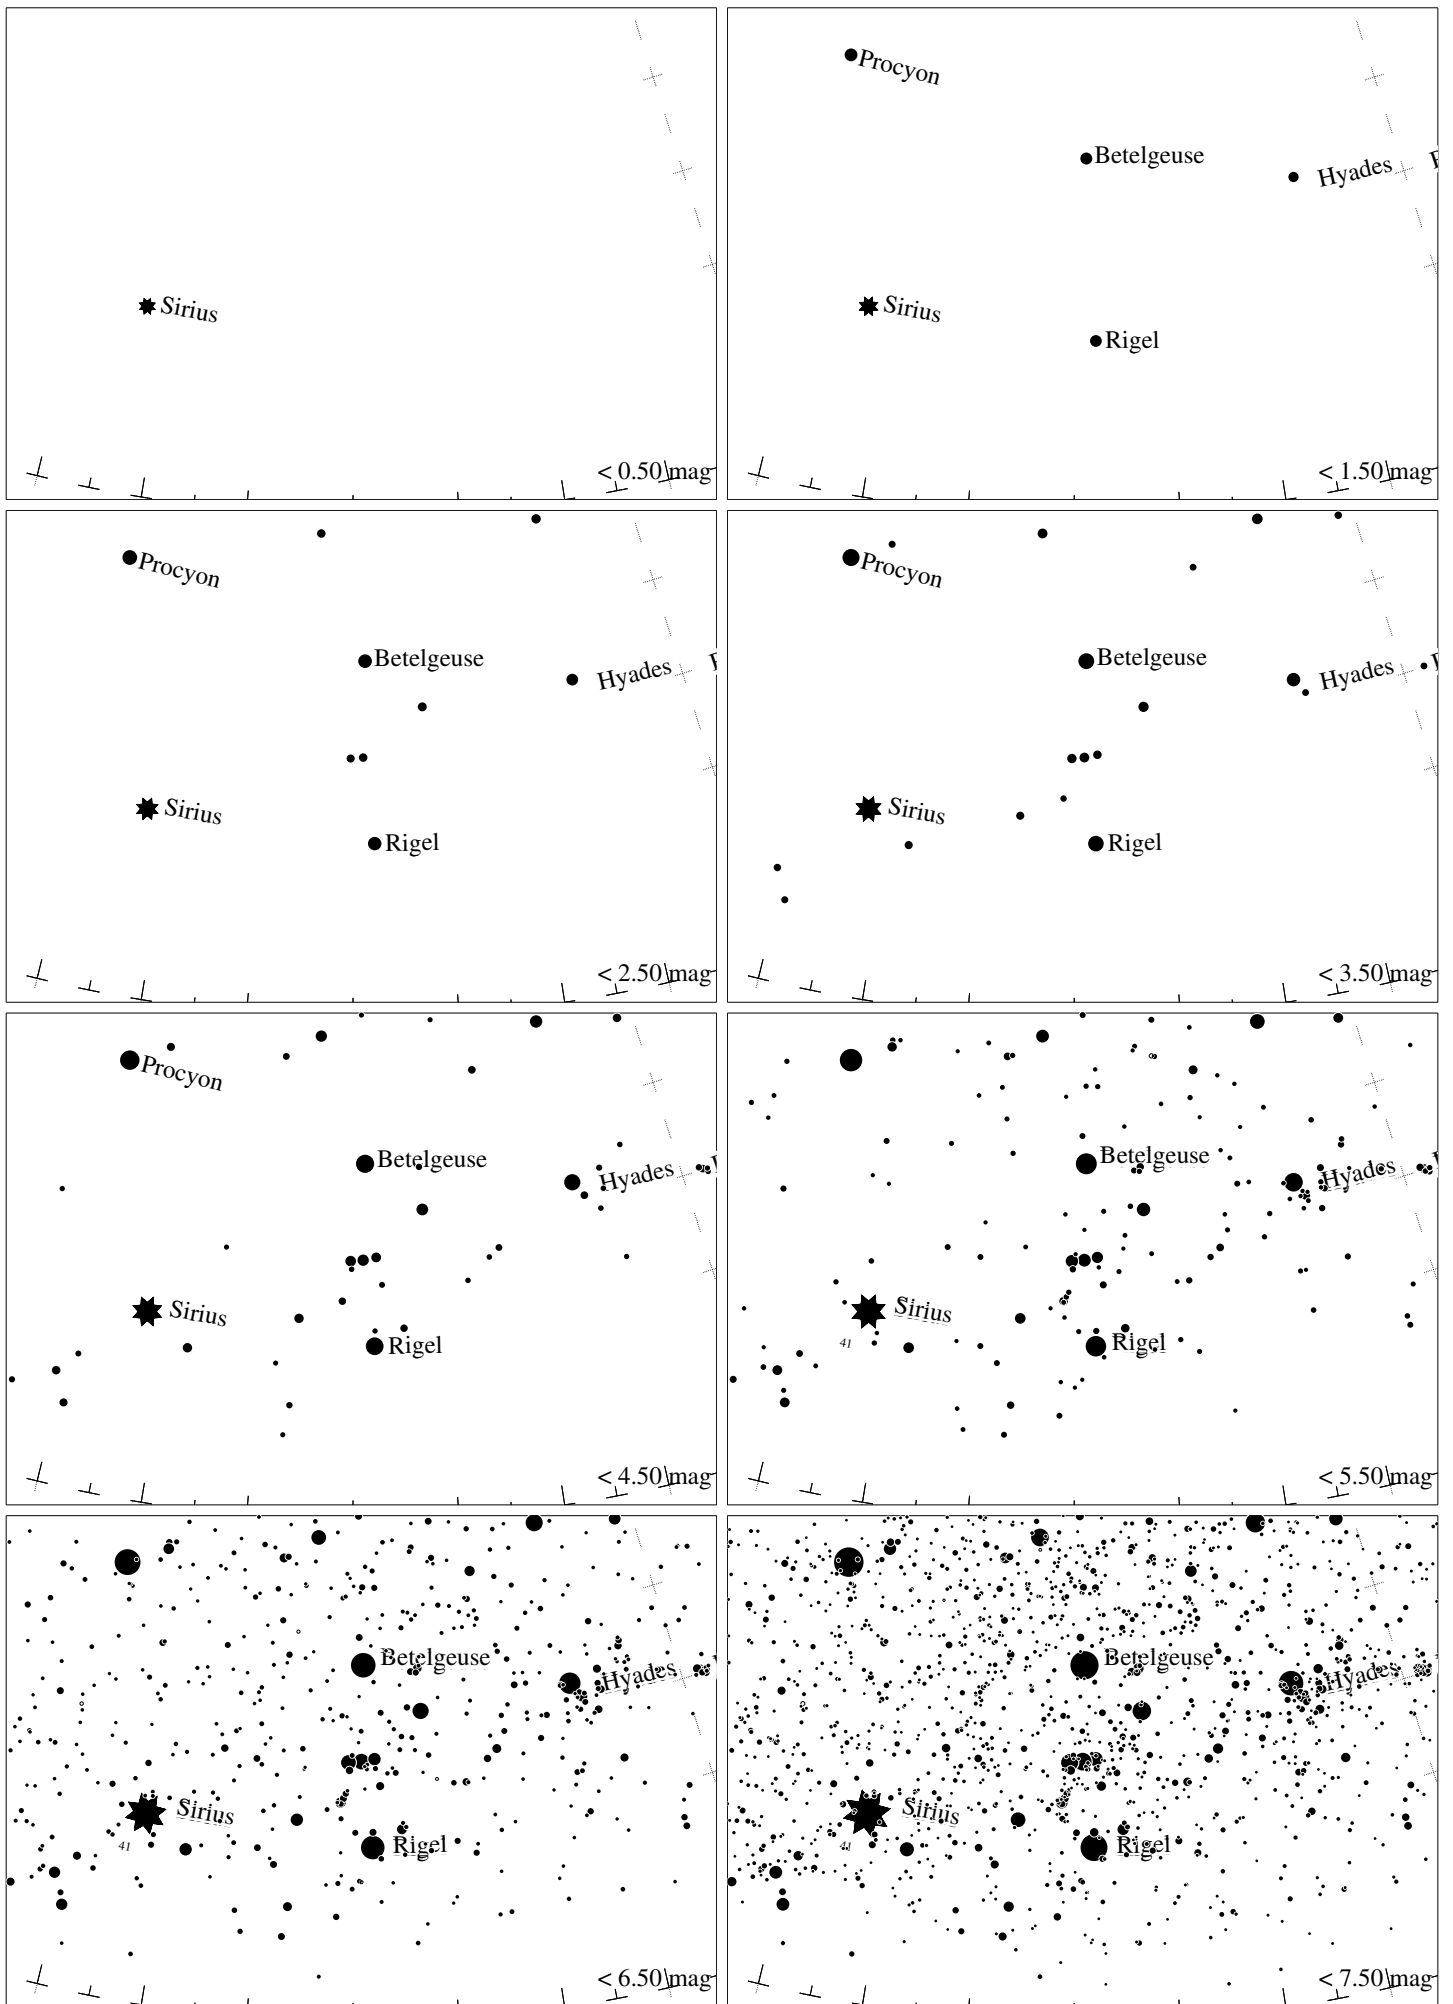 Sirius
< 0.50 mag
Procyon
Betelgeuse
Hyades
Sirius
Rigel
< 1.50 mag
Procyon
Betelgeuse
Hyades
Sirius
Rigel
< 2.50 mag
Procyon
Betelgeuse
Hyades
Sirius
Rigel
< 3.50 mag
Procyon
Betelgeuse
Hyades
Sirius
Rigel
< 4.50 mag
Betelgeuse
Hyades
Sirius
41
Rigel
< 5.50 mag
Betelgeuse
Hyades
Sirius
41
Rigel
< 6.50 mag
Betelgeuse
Hyades
Sirius
41
Rigel
< 7.50 mag